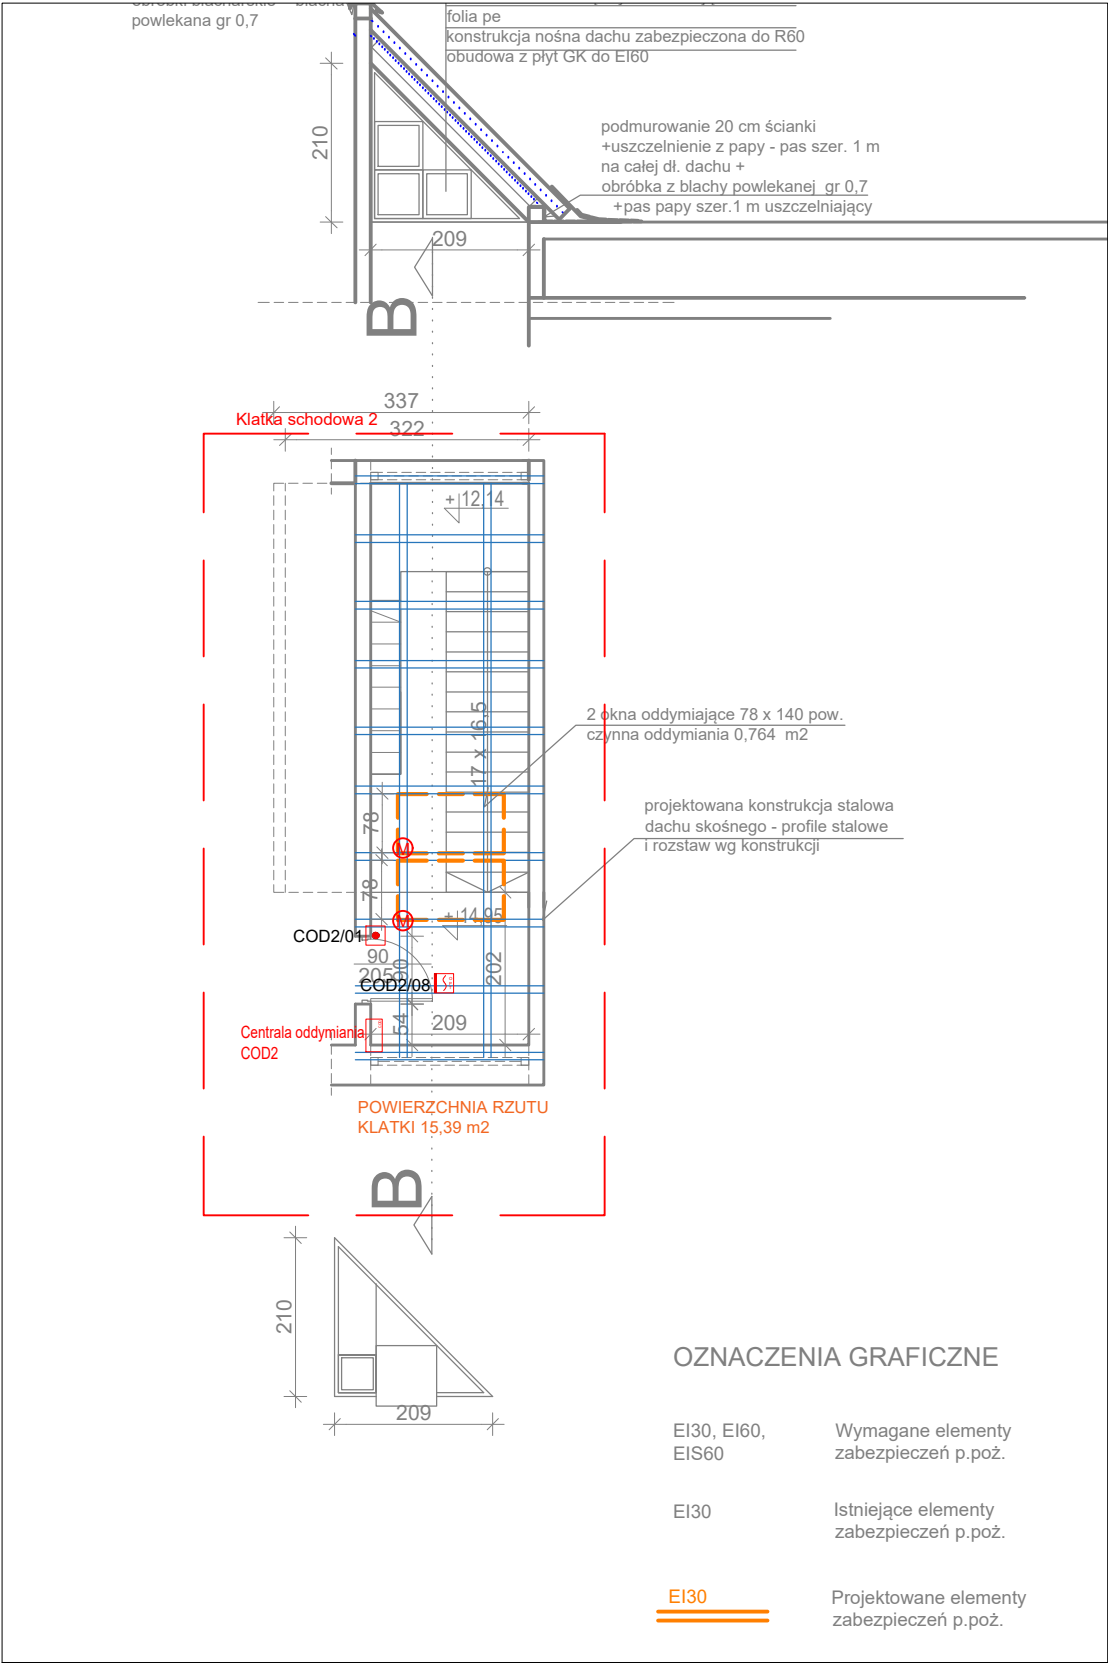 powlekana gr 0,7
folia pe
konstrukcja nośna dachu zabezpieczona do R60
obudowa z płyt GK do EI60
210
podmurowanie 20 cm ścianki
+uszczelnienie z papy - pas szer. 1 m
na całej dł. dachu +
obróbka z blachy powlekanej gr 0,7
+pas papy szer.1 m uszczelniający
209
B
337
Klatka schodowa 2
322
+12,14
17 x 16,5
2 okna oddymiające 78 x 140 pow.
czynna oddymiania 0,764 m2
projektowana konstrukcja stalowa
dachu skośnego - profile stalowe
i rozstaw wg konstrukcji
78
M
78
M
+14,95
COD2/01
90
205
90
COD2/08
202
Centrala oddymiania
COD2
54
209
POWIERZCHNIA RZUTU
KLATKI 15,39 m2
B
210
209
OZNACZENIA GRAFICZNE
EI30, EI60,
EIS60
Wymagane elementy
zabezpieczeń p.poż.
EI30
Istniejące elementy
zabezpieczeń p.poż.
EI30
Projektowane elementy
zabezpieczeń p.poż.